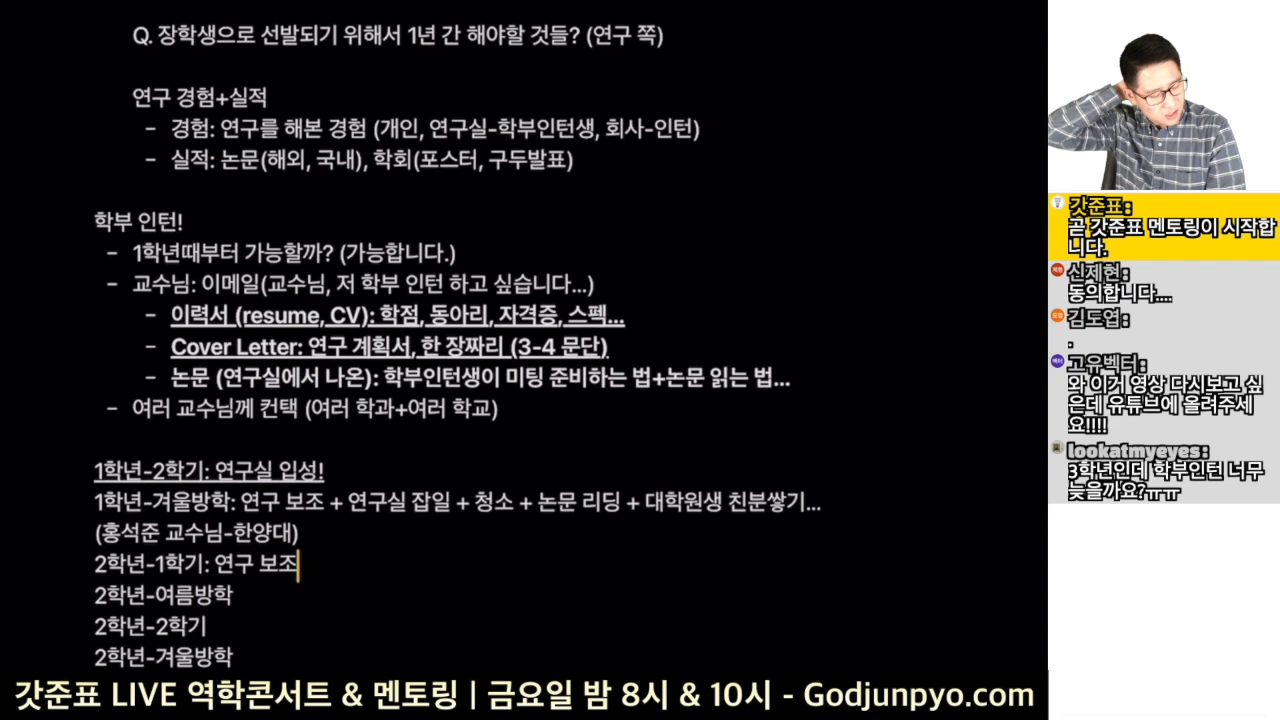 Q. 장학생으로 선발되기 위해서 1년 간 해야할 것들? (연구 쪽)
연구 경험+실적
- 경험: 연구를 해본 경험 (개인, 연구실-학부인턴생, 회사-인턴)
- 실적: 논문(해외, 국내), 학회(포스터, 구두발표)
학부 인턴!
- 1학년때부터 가능할까? (가능합니다.)
- 교수님: 이메일(교수님, 저 학부 인턴 하고 싶습니다...)
- 이력서 (resume, CV): 학점, 동아리, 자격증, 스펙...
- Cover Letter: 연구 계획서, 한 장짜리 (3-4 문단)
- 논문 (연구실에서 나온): 학부인턴생이 미팅 준비하는 법+논문 읽는 법...
- 여러 교수님께 컨택 (여러 학과+여러 학교)
1학년-2학기: 연구실 입성!
1학년-겨울방학: 연구 보조 + 연구실 잡일 + 청소 + 논문 리딩 + 대학원생 친분쌓기...
(홍석준 교수님-한양대)
2학년-1학기: 연구 보조
2학년-여름방학
2학년-2학기
2학년-겨울방학
갓준표 LIVE 역학콘서트 & 멘토링 | 금요일 밤 8시 & 10시 - Godjunpyo.com
갓준표:
곧 갓준표 멘토링이 시작합
니다.
제현
신제현:
동의합니다....
도엽
김도엽:
.
벡터
고유벡터:
와 이거 영상 다시보고 싶
은데 유튜브에 올려주세
요!!!!
lookatmyeyes:
3학년인데 학부인턴 너무
늦을까요?ㅠㅠ